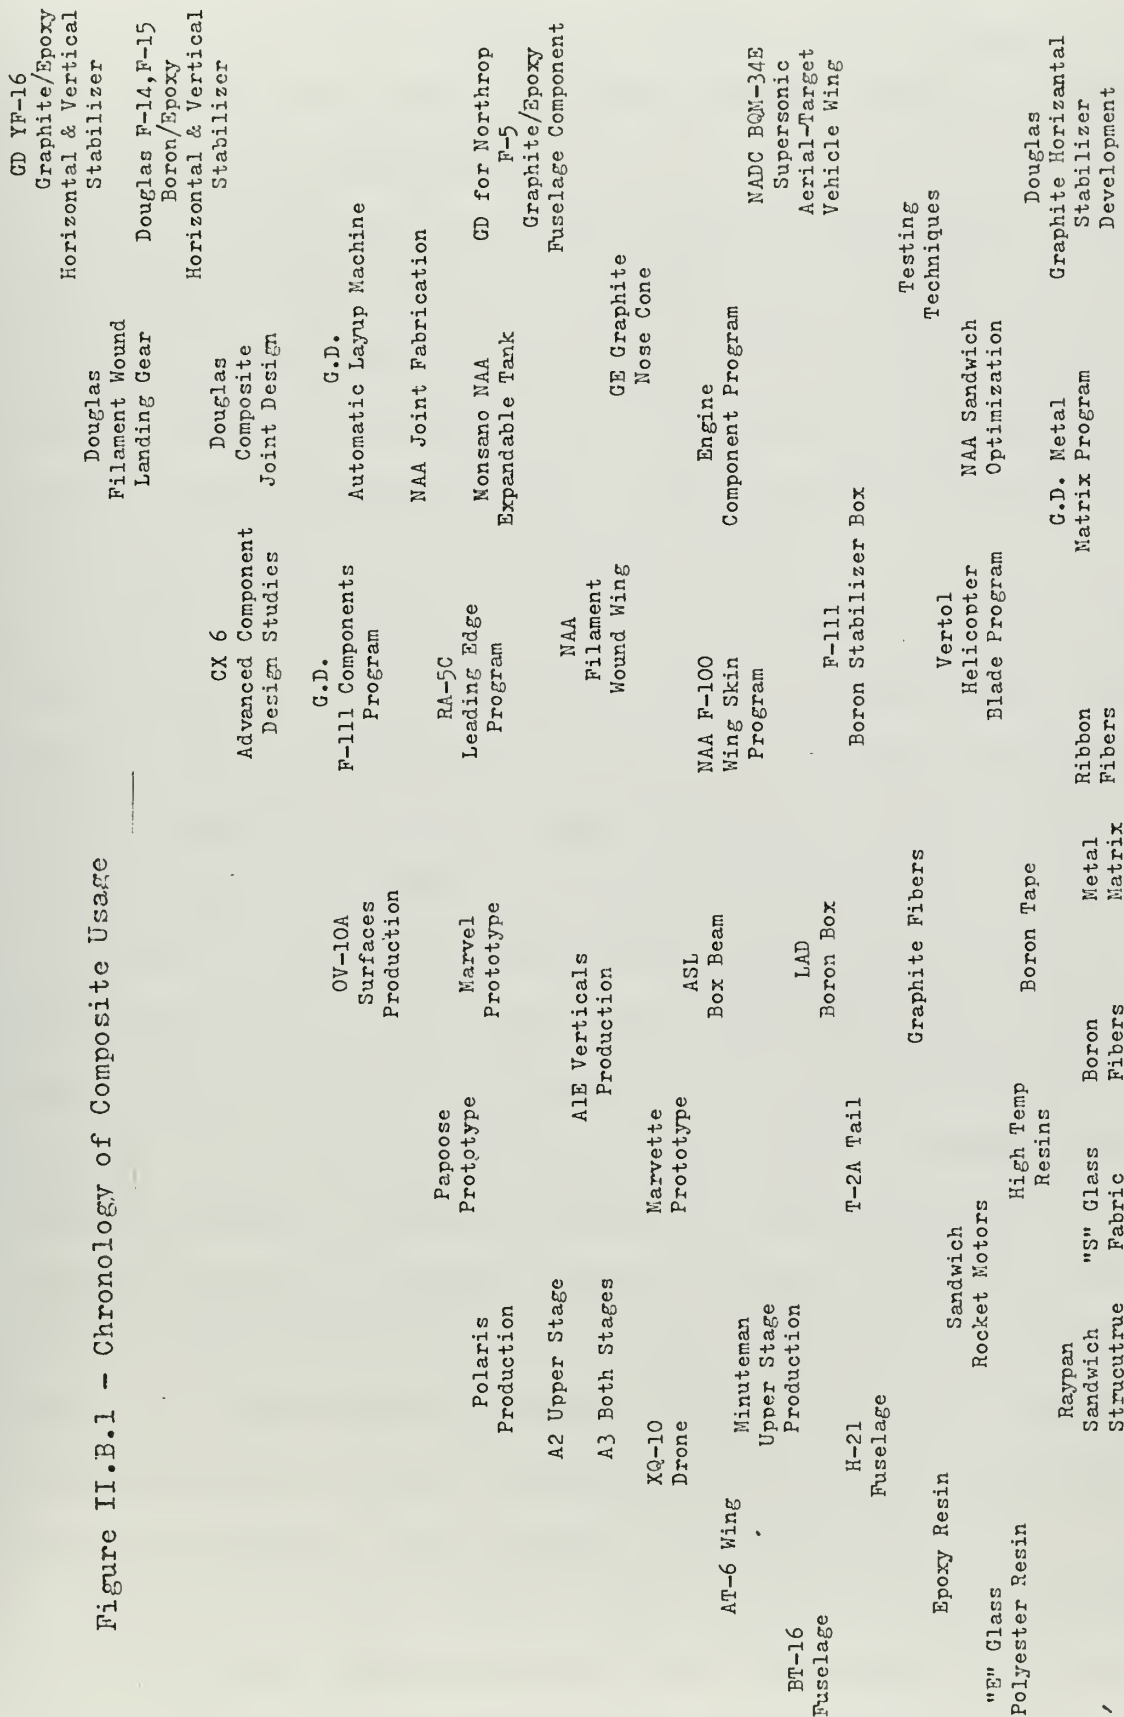 Figure II.B.1 - Chronology of Composite Usage
GD YF-16
Graphite/Epoxy
Horizontal & Vertical
Stabilizer
Douglas F-14,F-15
Boron/Epoxy
Horizontal & Vertical
Stabilizer
Douglas
Filament Wound
Landing Gear
CX 6
Advanced Component
Design Studies
Douglas
Composite
Joint Design
OV-10A
Surfaces
Production
G.D.
F-111 Components
Program
G.D.
Automatic Layup Machine
NAA Joint Fabrication
Papoose
Prototype
Marvel
Prototype
RA-5C
Leading Edge
Program
Monsano NAA
Expandable Tank
GD for Northrop
F-5
Graphite/Epoxy
Fuselage Component
Polaris
Production
A2 Upper Stage
A3 Both Stages
A1E Verticals
Production
NAA
Filament
Wound Wing
GE Graphite
Nose Cone
XQ-10
Drone
Marvette
Prototype
ASL
Box Beam
NAA F-100
Wing Skin
Program
Engine
Component Program
NADC BQM-34E
Supersonic
Aerial-Target
Vehicle Wing
AT-6 Wing
Minuteman
Upper Stage
Production
BT-16
Fuselage
LAD
Boron Box
H-21
Fuselage
T-2A Tail
F-111
Boron Stabilizer Box
Graphite Fibers
Testing
Techniques
Epoxy Resin
Sandwich
Rocket Motors
Vertol
Helicopter
Blade Program
NAA Sandwich
Optimization
"E" Glass
Polyester Resin
High Temp
Resins
Boron Tape
G.D. Metal
Matrix Program
Douglas
Graphite Horizantal
Stabilizer
Development
Raypan
Sandwich
Strucutrue
"S" Glass
Fabric
Boron
Fibers
Metal
Matrix
Ribbon
Fibers